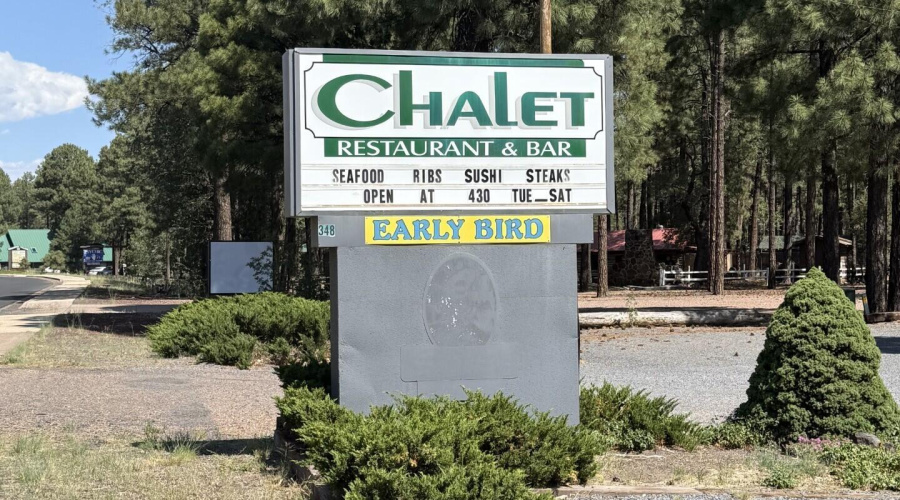 CHALET
RESTAURANT & BAR
SEAFOOD RIBS SUSHI STEAKS
OPEN AT 430 TUE_SAT
348
EARLY BIRD